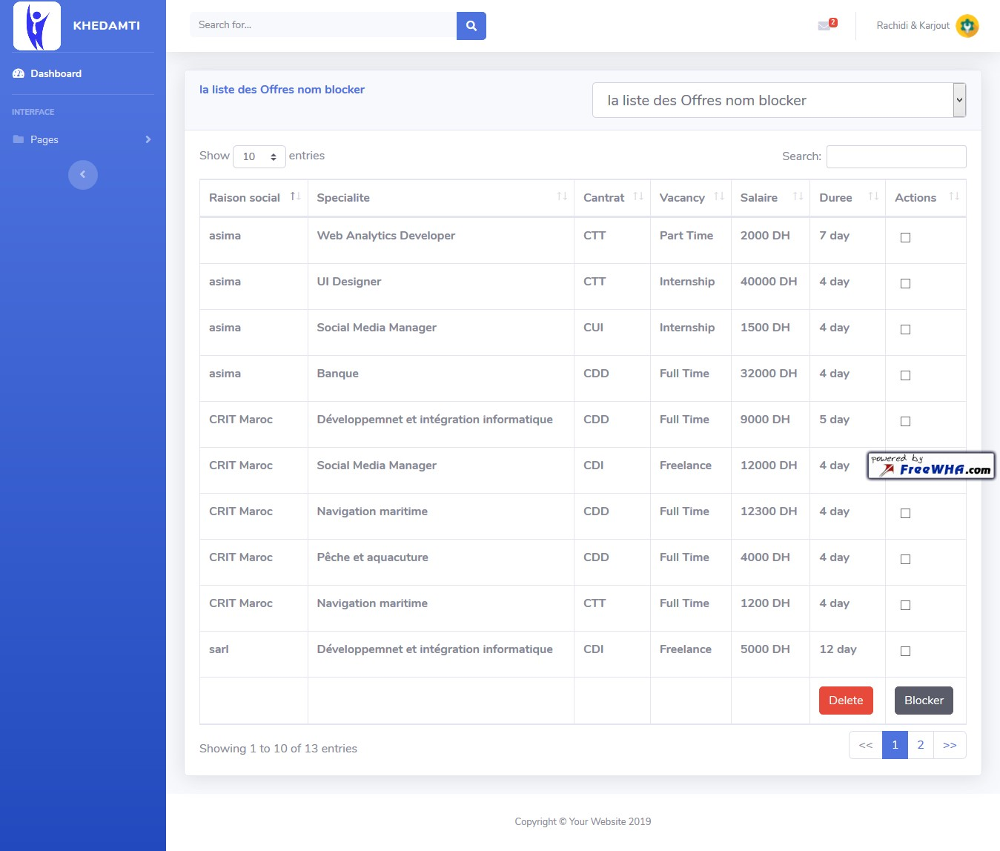 KHEDAMTI
Search for...
2
Rachidi & Karjout
Dashboard
INTERFACE
Pages
la liste des Offres nom blocker
la liste des Offres nom blocker
Show 10 entries
Search:
Raison social Specialite Cantrat Vacancy Salaire Duree Actions
asima Web Analytics Developer CTT Part Time 2000 DH 7 day
asima UI Designer CTT Internship 40000 DH 4 day
asima Social Media Manager CUI Internship 1500 DH 4 day
asima Banque CDD Full Time 32000 DH 4 day
CRIT Maroc Développemnet et intégration informatique CDD Full Time 9000 DH 5 day
CRIT Maroc Social Media Manager CDI Freelance 12000 DH 4 day
powered by
FreeWHA.com
CRIT Maroc Navigation maritime CDD Full Time 12300 DH 4 day
CRIT Maroc Pêche et aquacuture CDD Full Time 4000 DH 4 day
CRIT Maroc Navigation maritime CTT Full Time 1200 DH 4 day
sarl Développemnet et intégration informatique CDI Freelance 5000 DH 12 day
Delete Blocker
Showing 1 to 10 of 13 entries
<< 1 2 >>
Copyright © Your Website 2019